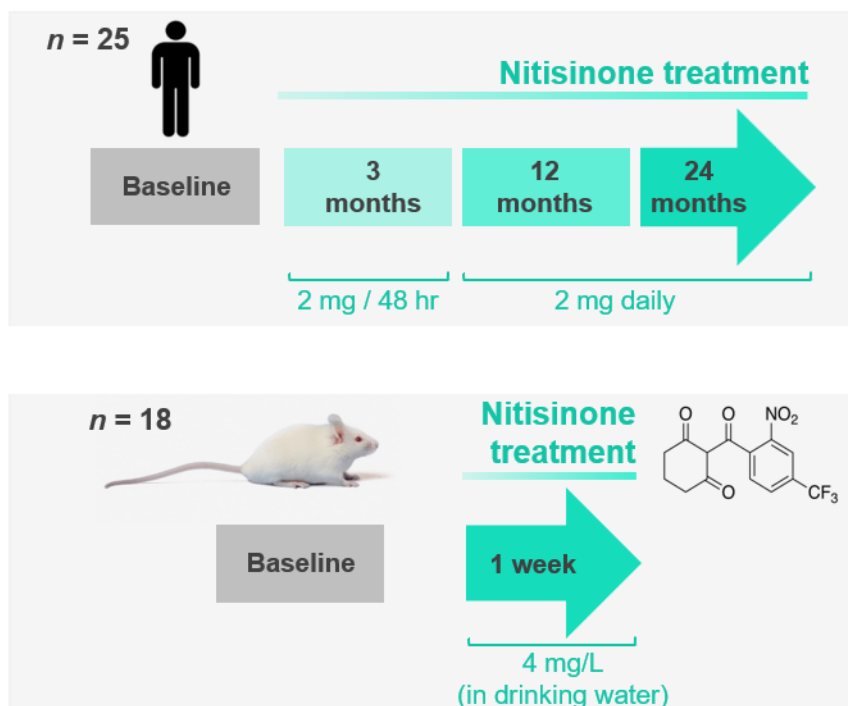 n = 25
Nitisinone treatment
Baseline
3
months
12
months
24
months
2 mg / 48 hr
2 mg daily
n = 18
Nitisinone
treatment
O
O
NO₂
O
CF₃
Baseline
1 week
4 mg/L
(in drinking water)